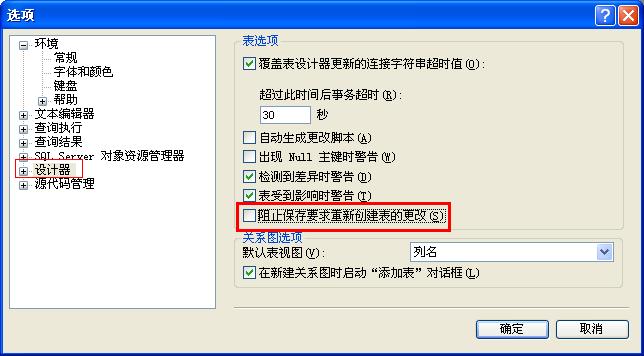 选项
环境
常规
字体和颜色
键盘
帮助
文本编辑器
查询执行
查询结果
SQL Server 对象资源管理器
设计器
源代码管理
表选项
覆盖表设计器更新的连接字符串超时值(O):
超过此时间后事务超时(R):
30 秒
自动生成更改脚本(A)
出现 Null 主键时警告(W)
检测到差异时警告(D)
表受到影响时警告(T)
阻止保存要求重新创建表的更改(S)
关系图选项
默认表视图(V): 列名
在新建关系图时启动“添加表”对话框(L)
确定 取消